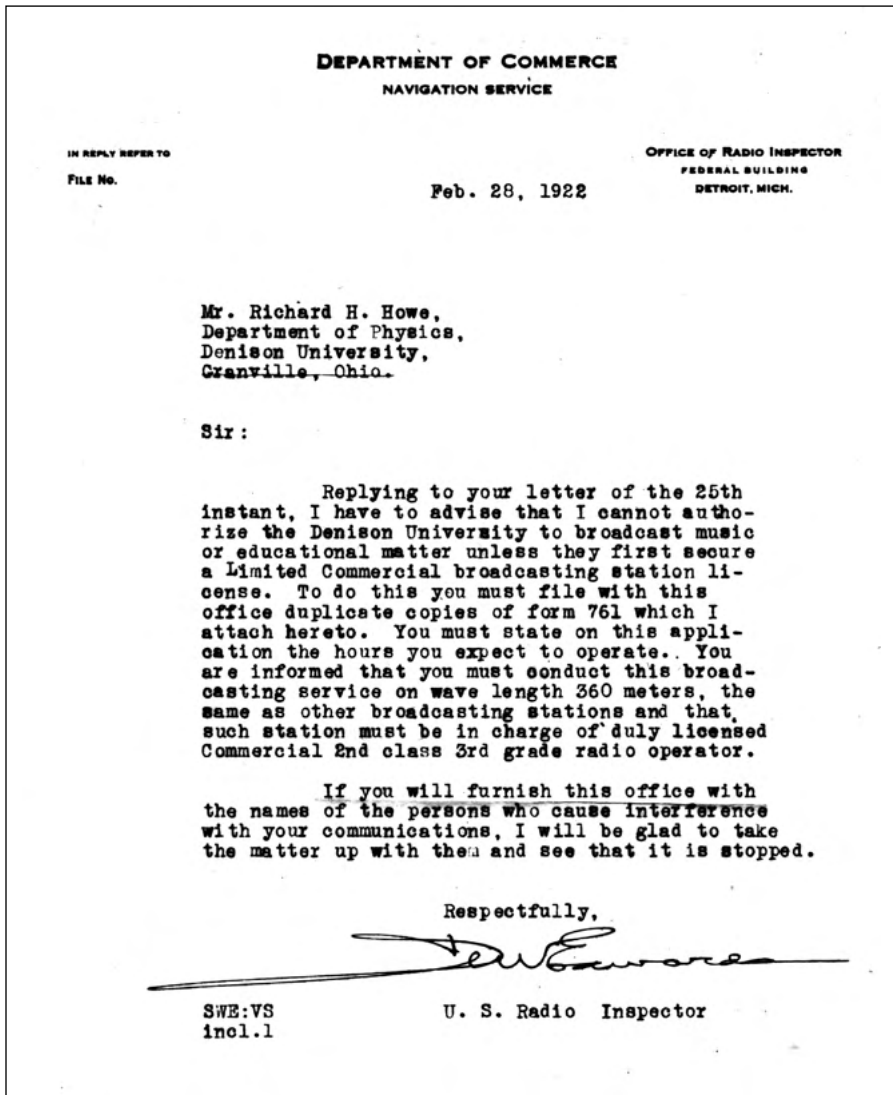 DEPARTMENT OF COMMERCE
NAVIGATION SERVICE
IN REPLY REFER TO
FILE NO.
OFFICE OF RADIO INSPECTOR
FEDERAL BUILDING
DETROIT, MICH.
Feb. 28, 1922
Mr. Richard H. Howe,
Department of Physics,
Denison University,
Granville, Ohio.
Sir:
Replying to your letter of the 25th
instant, I have to advise that I cannot autho-
rize the Denison University to broadcast music
or educational matter unless they first secure
a Limited Commercial broadcasting station li-
cense. To do this you must file with this
office duplicate copies of form 761 which I
attach hereto. You must state on this appli-
cation the hours you expect to operate.. You
are informed that you must conduct this broad-
casting service on wave length 360 meters, the
same as other broadcasting stations and that
such station must be in charge of duly licensed
Commercial 2nd class 3rd grade radio operator.
If you will furnish this office with
the names of the persons who cause interference
with your communications, I will be glad to take
the matter up with them and see that it is stopped.
Respectfully,
SWE:VS
U. S. Radio Inspector
incl.1